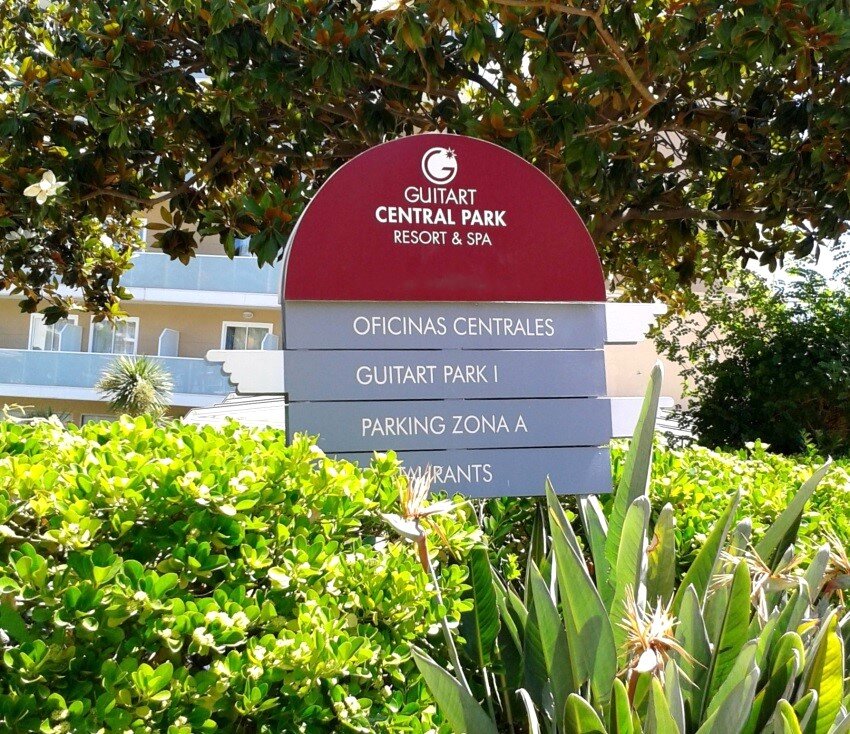 GUITART
CENTRAL PARK
RESORT & SPA
OFICINAS CENTRALES
GUITART PARK I
PARKING ZONA A